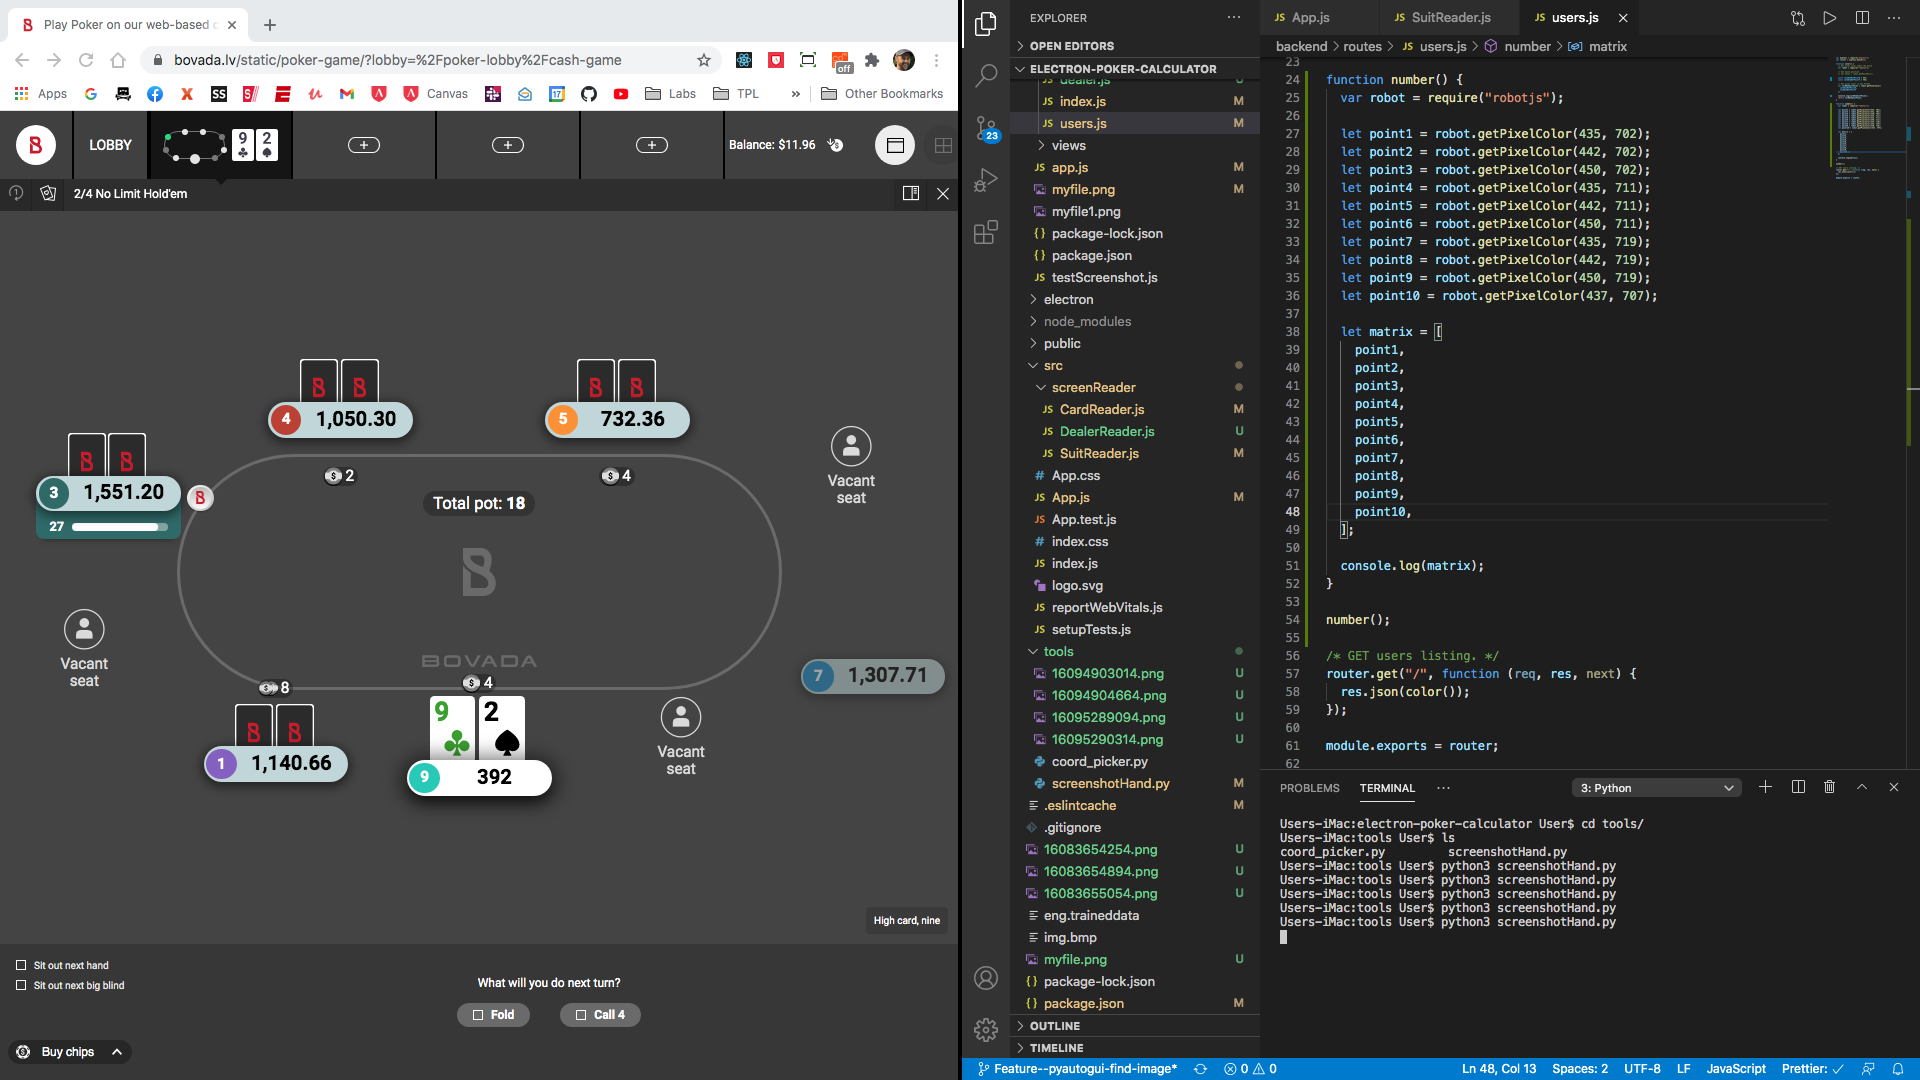 Play Poker on our web-based c
bovada.lv/static/poker-game/?lobby=%2Fpoker-lobby%2Fcash-game
off
Apps
Canvas
Labs
TPL
»
Other Bookmarks
LOBBY
9
2
Balance: $11.96
2/4 No Limit Hold'em
4 1,050.30
5 732.36
3 1,551.20
27
2
4
Total pot: 18
Vacant
seat
Vacant
seat
BOVADA
7 1,307.71
8
4
9
2
Vacant
seat
1 1,140.66
9 392
High card, nine
Sit out next hand
Sit out next big blind
What will you do next turn?
Fold
Call 4
Buy chips
23
EXPLORER
OPEN EDITORS
ELECTRON-POKER-CALCULATOR
dealer.js U
JS index.js M
JS users.js M
views
JS app.js M
myfile.png M
myfile1.png
{} package-lock.json
{} package.json
JS testScreenshot.js
electron
node_modules
public
src
screenReader
JS CardReader.js M
JS DealerReader.js U
JS SuitReader.js M
# App.css
JS App.js M
JS App.test.js
# index.css
JS index.js
logo.svg
JS reportWebVitals.js
JS setupTests.js
tools
16094903014.png U
16094904664.png U
16095289094.png U
16095290314.png U
coord_picker.py
screenshotHand.py M
.eslintcache M
.gitignore
16083654254.png U
16083654894.png U
16083655054.png U
eng.traineddata
img.bmp
myfile.png U
{} package-lock.json
{} package.json M
OUTLINE
TIMELINE
JS App.js
JS SuitReader.js
JS users.js
backend > routes > JS users.js > number > matrix
23
24 function number() {
25 var robot = require("robotjs");
26
27 let point1 = robot.getPixelColor(435, 702);
28 let point2 = robot.getPixelColor(442, 702);
29 let point3 = robot.getPixelColor(450, 702);
30 let point4 = robot.getPixelColor(435, 711);
31 let point5 = robot.getPixelColor(442, 711);
32 let point6 = robot.getPixelColor(450, 711);
33 let point7 = robot.getPixelColor(435, 719);
34 let point8 = robot.getPixelColor(442, 719);
35 let point9 = robot.getPixelColor(450, 719);
36 let point10 = robot.getPixelColor(437, 707);
37
38 let matrix = [
39 point1,
40 point2,
41 point3,
42 point4,
43 point5,
44 point6,
45 point7,
46 point8,
47 point9,
48 point10,
49 ];
50
51 console.log(matrix);
52 }
53
54 number();
55
56 /* GET users listing. */
57 router.get("/", function (req, res, next) {
58 res.json(color());
59 });
60
61 module.exports = router;
62
PROBLEMS
TERMINAL
3: Python
Users-iMac:electron-poker-calculator User$ cd tools/
Users-iMac:tools User$ ls
coord_picker.py screenshotHand.py
Users-iMac:tools User$ python3 screenshotHand.py
Users-iMac:tools User$ python3 screenshotHand.py
Users-iMac:tools User$ python3 screenshotHand.py
Users-iMac:tools User$ python3 screenshotHand.py
Users-iMac:tools User$ python3 screenshotHand.py
Feature--pyautogui-find-image*
0 0
Ln 48, Col 13
Spaces: 2
UTF-8
LF
JavaScript
Prettier: ✓